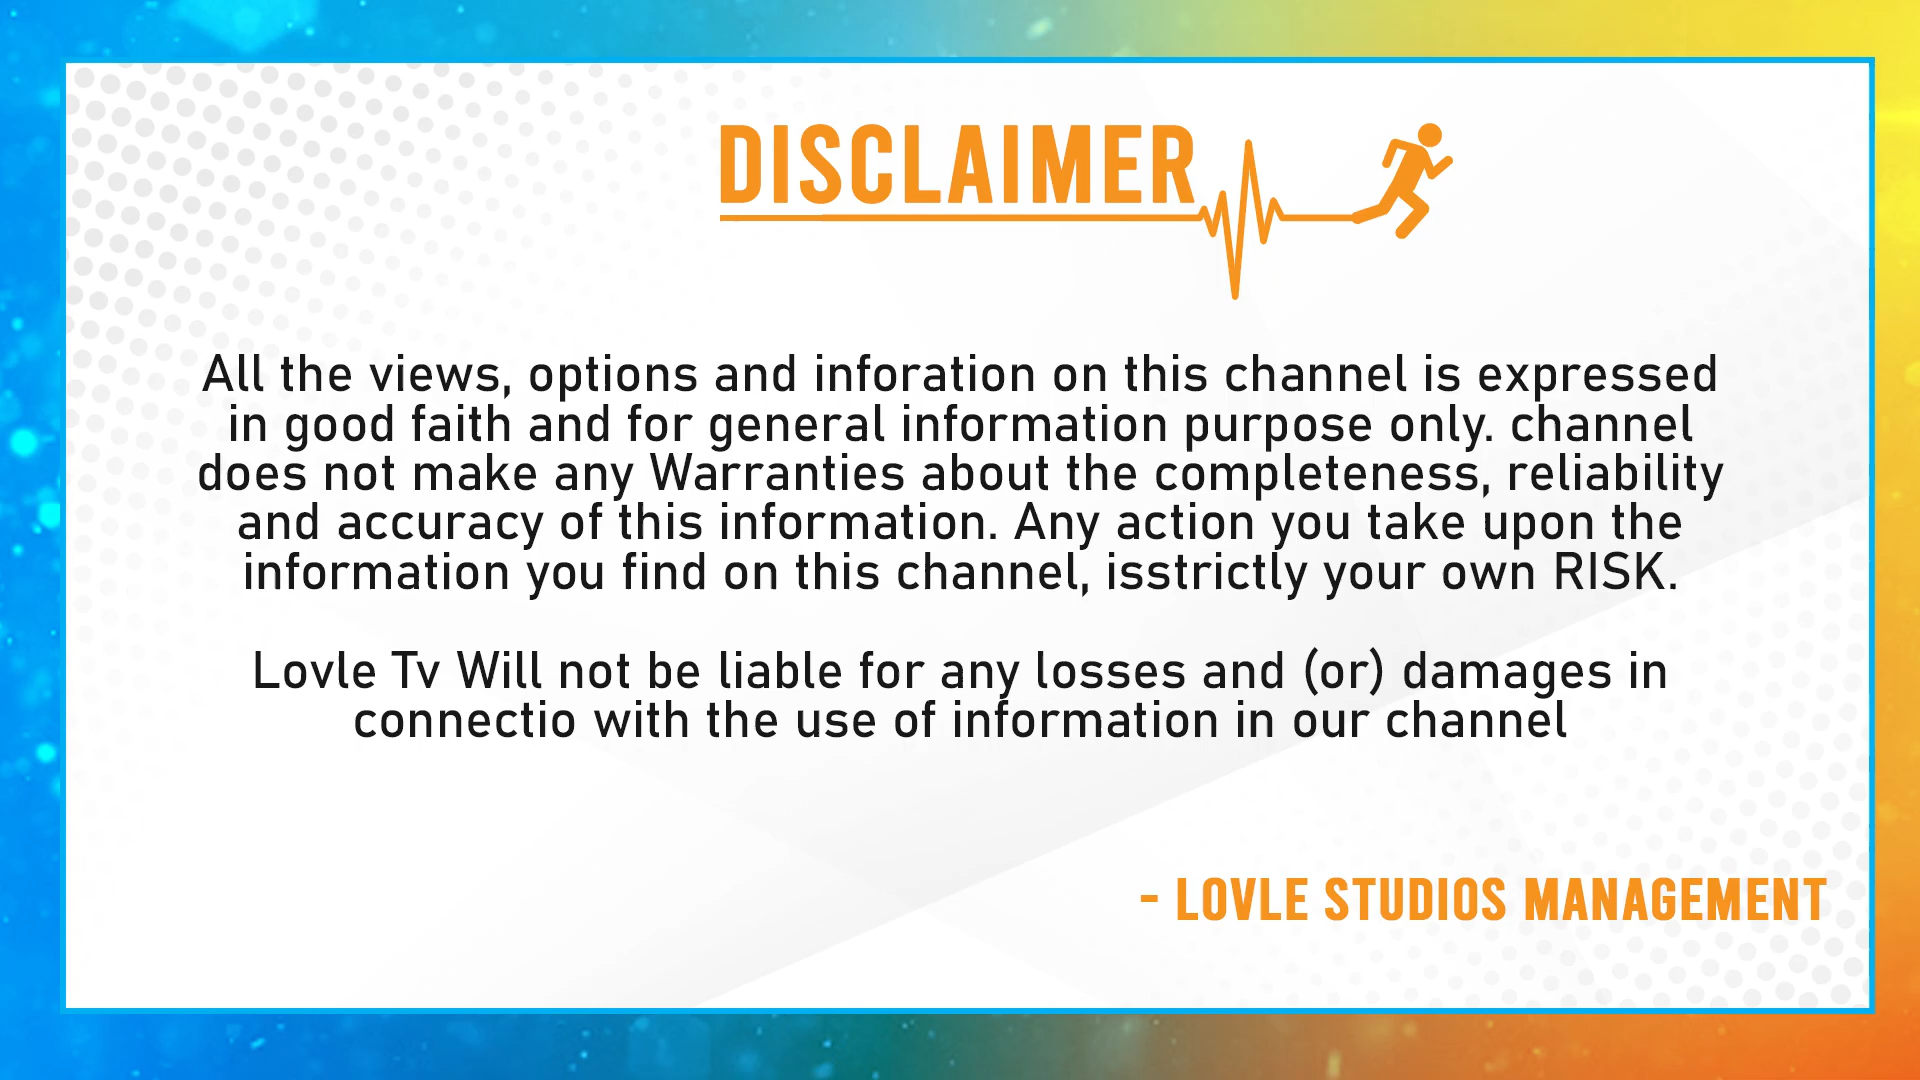 DISCLAIMER
All the views, options and inforation on this channel is expressed
in good faith and for general information purpose only. channel
does not make any Warranties about the completeness, reliability
and accuracy of this information. Any action you take upon the
information you find on this channel, isstrictly your own RISK.
Lovle Tv Will not be liable for any losses and (or) damages in
connectio with the use of information in our channel
- LOVLE STUDIOS MANAGEMENT